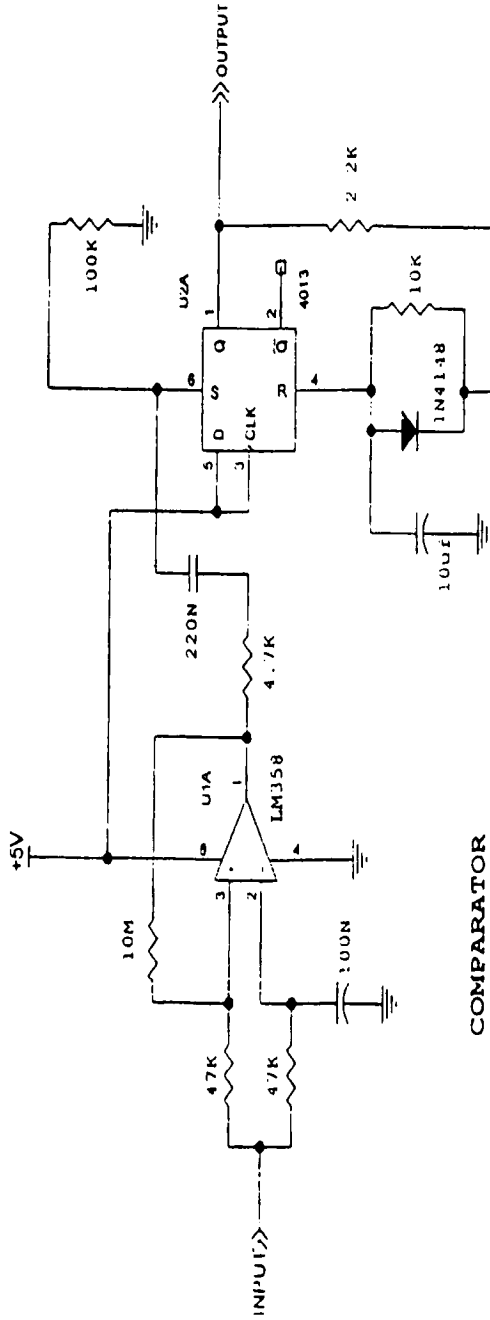 +5V
100K
10M
U1A
8
3
2
1
4
LM358
47K
47K
100N
INPUT
4.7K
220N
U2A
6
5
3
D
S
CLK
Q
Q̅
R
1
2
4
4013
OUTPUT
2 2K
10K
1N4148
10uf
COMPARATOR